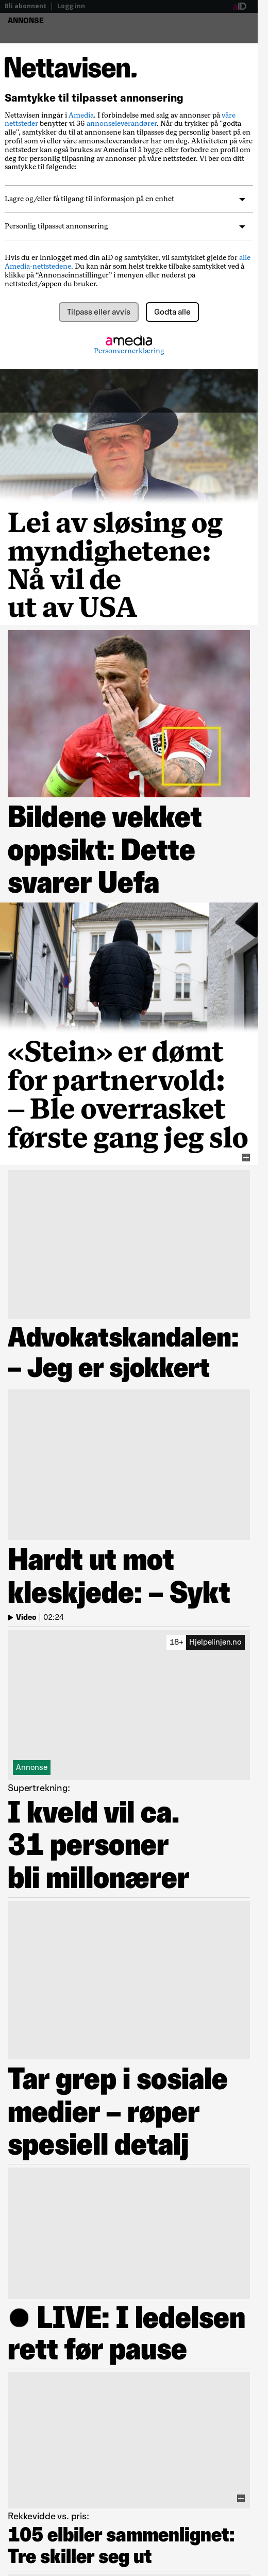 Bli abonnent | Logg inn
aID
ANNONSE
Nettavisen.
Samtykke til tilpasset annonsering
Nettavisen inngår i Amedia. I forbindelse med salg av annonser på våre
nettsteder benytter vi 36 annonseleverandører. Når du trykker på "godta
alle", samtykker du til at annonsene kan tilpasses deg personlig basert på en
profil som vi eller våre annonseleverandører har om deg. Aktiviteten på våre
nettsteder kan også brukes av Amedia til å bygge eller forbedre en profil om
deg for personlig tilpasning av annonser på våre nettsteder. Vi ber om ditt
samtykke til følgende:
Lagre og/eller få tilgang til informasjon på en enhet
Personlig tilpasset annonsering
Hvis du er innlogget med din aID og samtykker, vil samtykket gjelde for alle
Amedia-nettstedene. Du kan når som helst trekke tilbake samtykket ved å
klikke på “Annonseinnstillinger” i menyen eller nederst på
nettstedet/appen du bruker.
Tilpass eller avvis
Godta alle
amedia
Personvernerklæring
Lei av sløsing og
myndighetene:
Nå vil de
ut av USA
Bildene vekket
oppsikt: Dette
svarer Uefa
«Stein» er dømt
for partnervold:
– Ble overrasket
første gang jeg slo
Advokatskandalen:
– Jeg er sjokkert
Hardt ut mot
kleskjede: – Sykt
Video | 02:24
18+ Hjelpelinjen.no
Annonse
Supertrekning:
I kveld vil ca.
31 personer
bli millonærer
Tar grep i sosiale
medier – røper
spesiell detalj
● LIVE: I ledelsen
rett før pause
Rekkevidde vs. pris:
105 elbiler sammenlignet:
Tre skiller seg ut